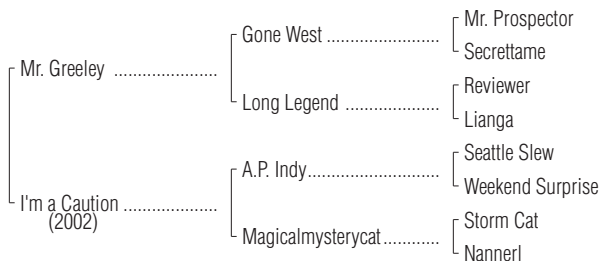 Mr. Prospector
Gone West ....................
Secrettame
Mr. Greeley ....................
Reviewer
Long Legend ....................
Lianga
Seattle Slew
A.P. Indy....................
Weekend Surprise
I'm a Caution ....................
(2002)
Storm Cat
Magicalmysterycat............
Nannerl